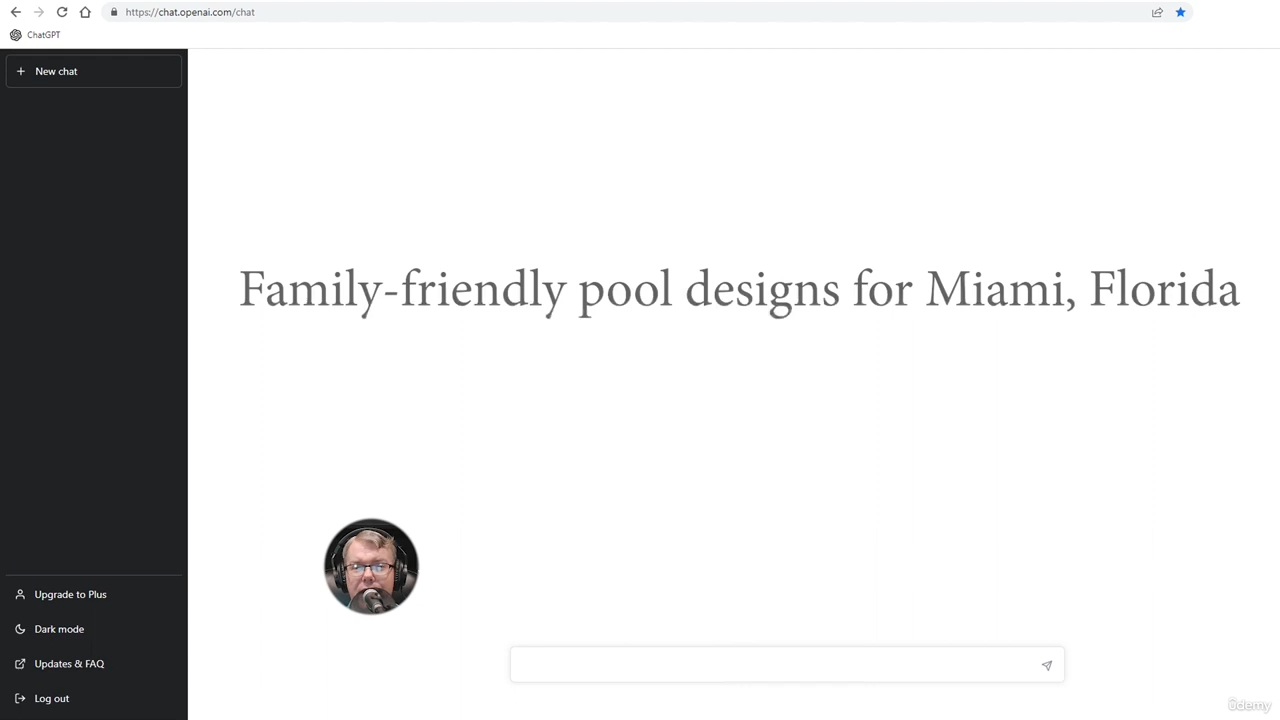 https://chat.openai.com/chat
ChatGPT
New chat
Family-friendly pool designs for Miami, Florida
Upgrade to Plus
Dark mode
Updates & FAQ
Log out
ûdemy